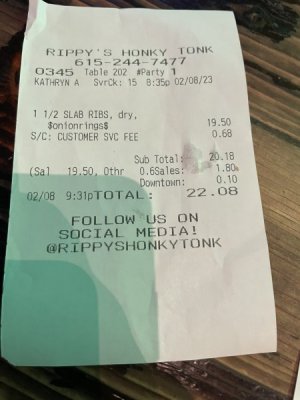 RIPPY'S HONKY TONK
615-244-7477
0345 Table 202 #Party 1
KATHRYN A SvrCk: 15 8:35p 02/08/23
1 1/2 SLAB RIBS, dry,
$onionrings$ 19.50
S/C: CUSTOMER SVC FEE 0.68
Sub Total: 20.18
(Sal 19.50, Othr 0.6Sales: 1.80
Downtown: 0.10
02/08 9:31pTOTAL: 22.08
FOLLOW US ON
SOCIAL MEDIA!
@RIPPYSHONKYTONK